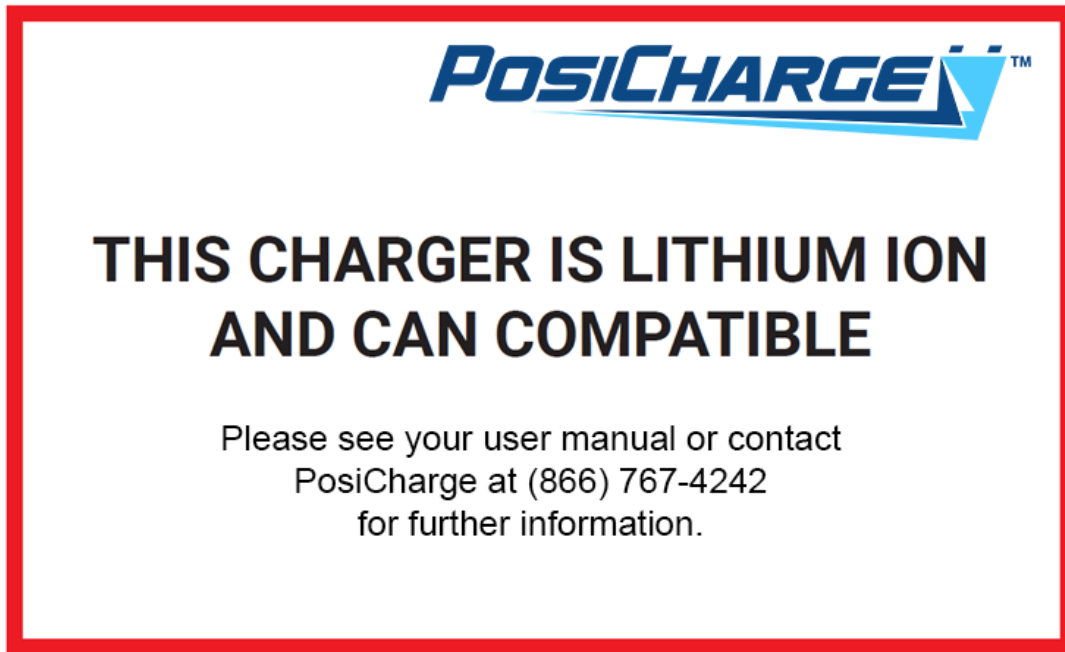 POSICHARGE™
THIS CHARGER IS LITHIUM ION
AND CAN COMPATIBLE
Please see your user manual or contact
PosiCharge at (866) 767-4242
for further information.